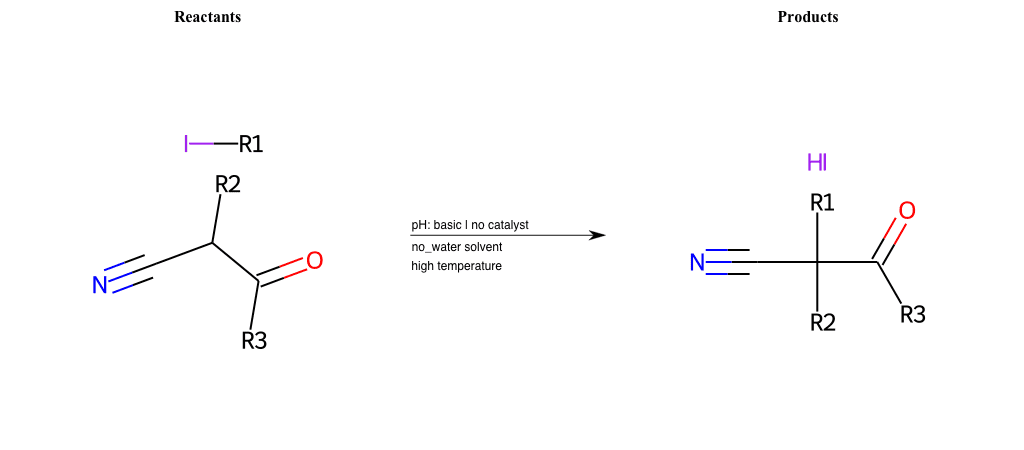 Reactants
Products
I R1
R2
N
O
R3
pH: basic | no catalyst
no_water solvent
high temperature
HI
R1
O
N
R2
R3